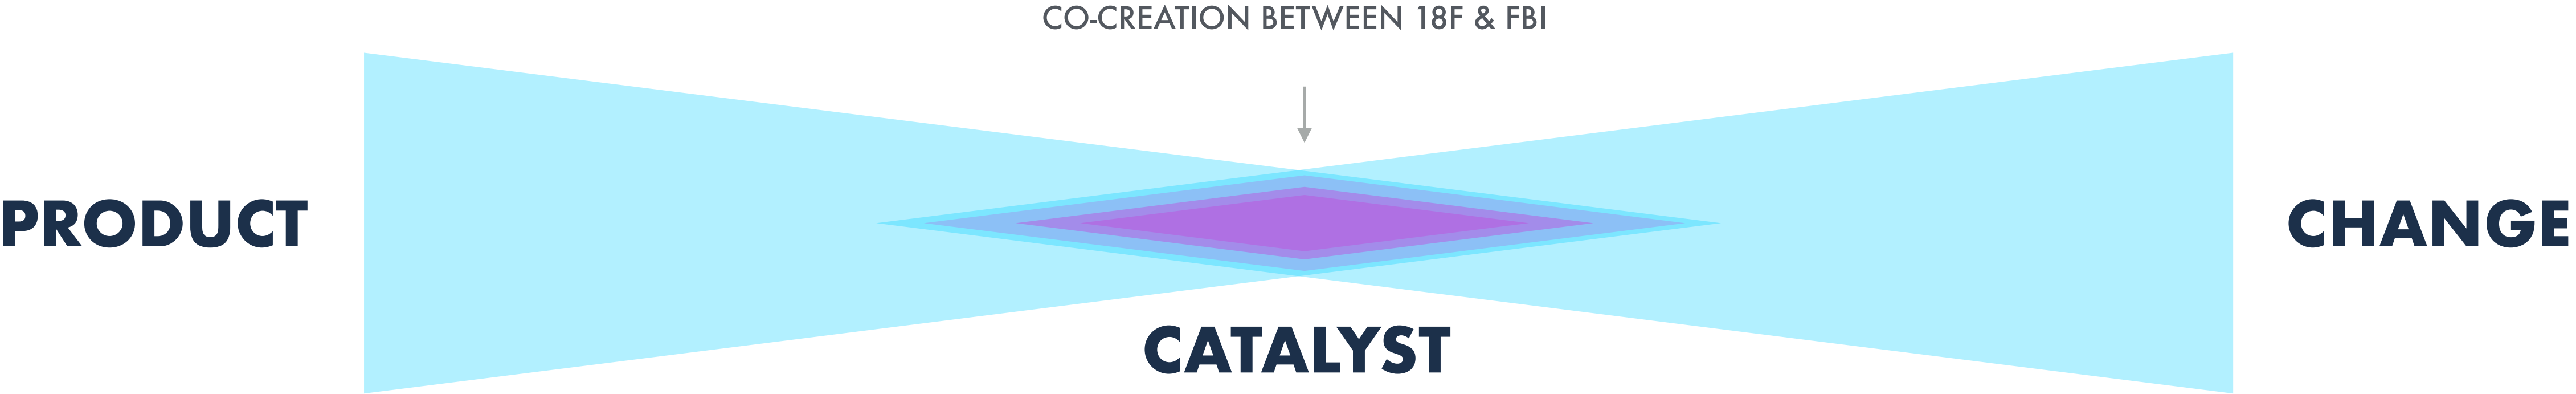 CO-CREATION BETWEEN 18F & FBI
PRODUCT
CHANGE
CATALYST